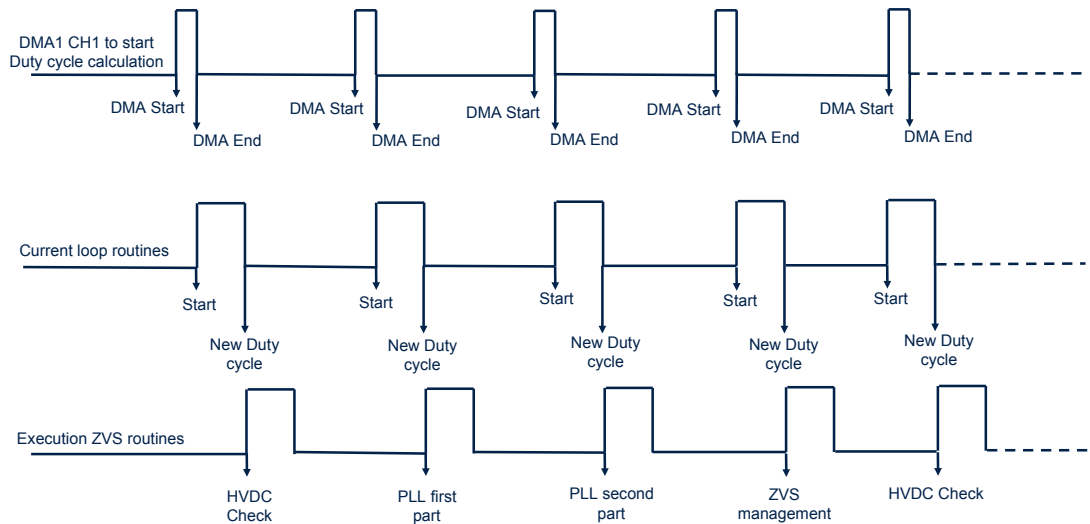 DMA1 CH1 to start
Duty cycle calculation
DMA Start
DMA Start
DMA Start
DMA Start
DMA Start
DMA End
DMA End
DMA End
DMA End
DMA End
Current loop routines
Start
Start
Start
Start
Start
New Duty
cycle
New Duty
cycle
New Duty
cycle
New Duty
cycle
New Duty
cycle
Execution ZVS routines
HVDC
Check
PLL first
part
PLL second
part
ZVS
management
HVDC Check